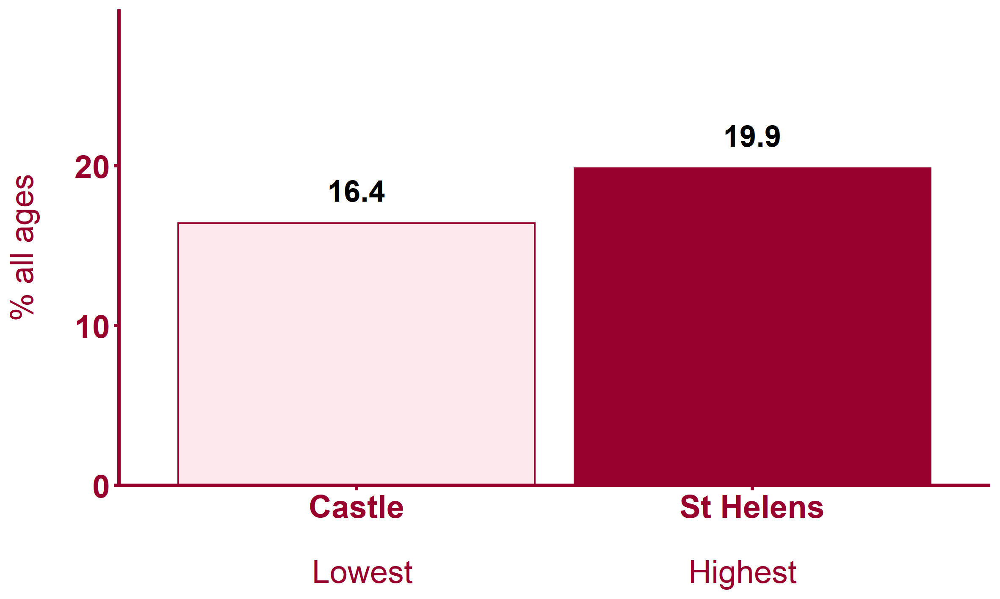 % all ages
20
10
0
16.4
19.9
Castle
St Helens
Lowest
Highest